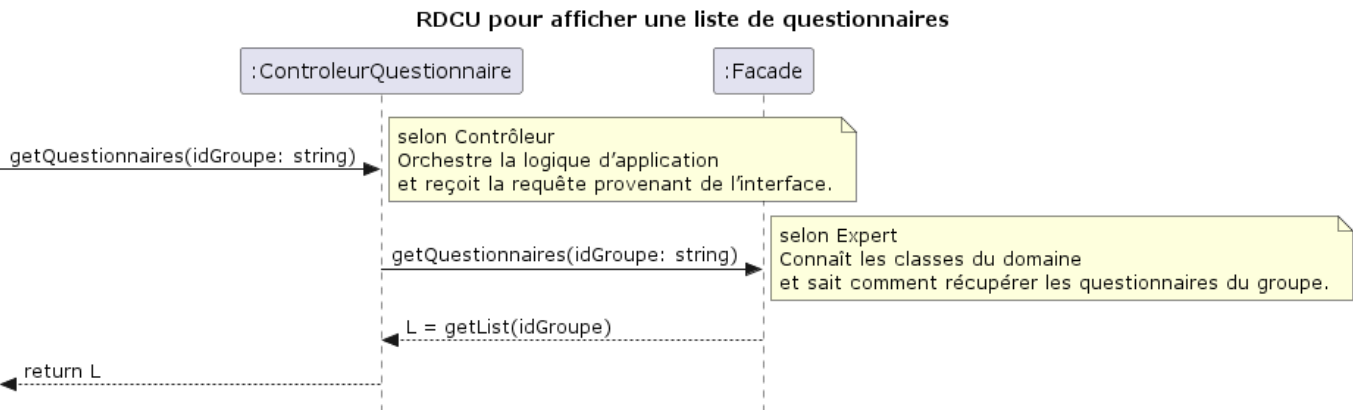 RDCU pour afficher une liste de questionnaires
:ControleurQuestionnaire
:Facade
selon Contrôleur
getQuestionnaires(idGroupe: string)
Orchestre la logique d'application
et reçoit la requête provenant de l'interface.
selon Expert
getQuestionnaires(idGroupe: string)
Connaît les classes du domaine
et sait comment récupérer les questionnaires du groupe.
L = getList(idGroupe)
return L